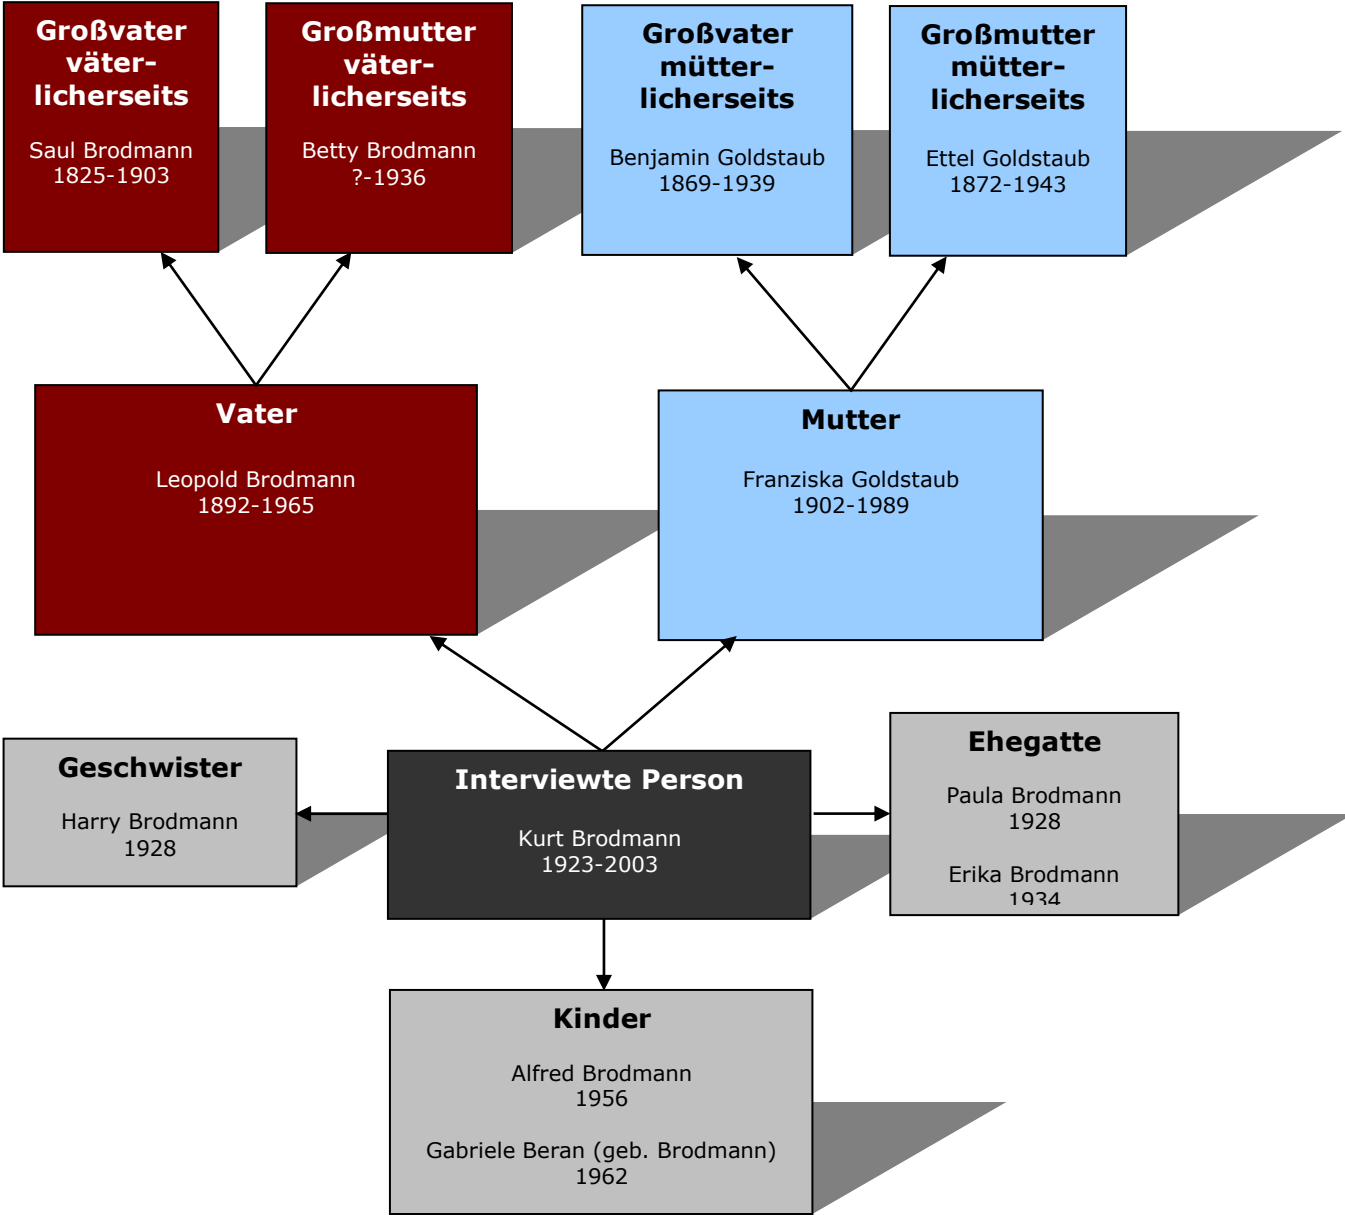 Großvater
väter-
licherseits
Saul Brodmann
1825-1903
Großmutter
väter-
licherseits
Betty Brodmann
?-1936
Großvater
mütter-
licherseits
Benjamin Goldstaub
1869-1939
Großmutter
mütter-
licherseits
Ettel Goldstaub
1872-1943
Vater
Leopold Brodmann
1892-1965
Mutter
Franziska Goldstaub
1902-1989
Geschwister
Harry Brodmann
1928
Interviewte Person
Kurt Brodmann
1923-2003
Ehegatte
Paula Brodmann
1928
Erika Brodmann
1934
Kinder
Alfred Brodmann
1956
Gabriele Beran (geb. Brodmann)
1962